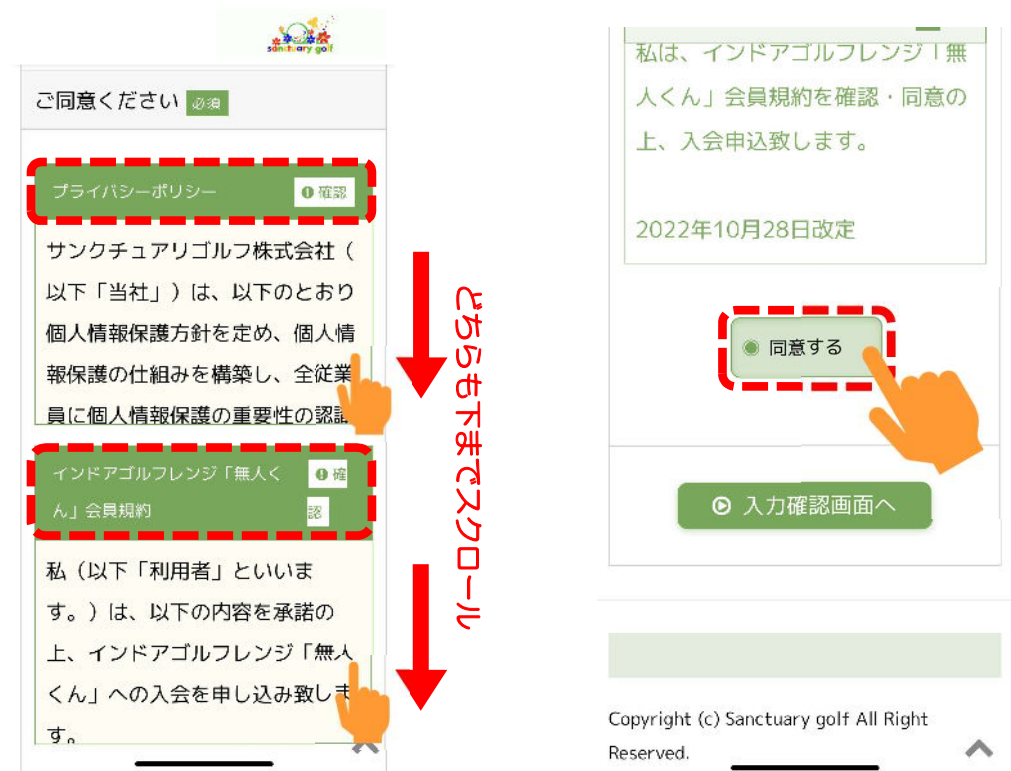 sanctuary golf
ご同意ください 必須
プライバシーポリシー 確認
サンクチュアリゴルフ株式会社（
以下「当社」）は、以下のとおり
個人情報保護方針を定め、個人情
報保護の仕組みを構築し、全従業
員に個人情報保護の重要性の認識
インドアゴルフレンジ「無人く
ん」会員規約 確認
私（以下「利用者」といいま
す。）は、以下の内容を承諾の
上、インドアゴルフレンジ「無人
くん」への入会を申し込み致しま
す。
どちらも下までスクロール
私は、インドアゴルフレンジ「無
人くん」会員規約を確認・同意の
上、入会申込致します。
2022年10月28日改定
同意する
入力確認画面へ
Copyright (c) Sanctuary golf All Right
Reserved.